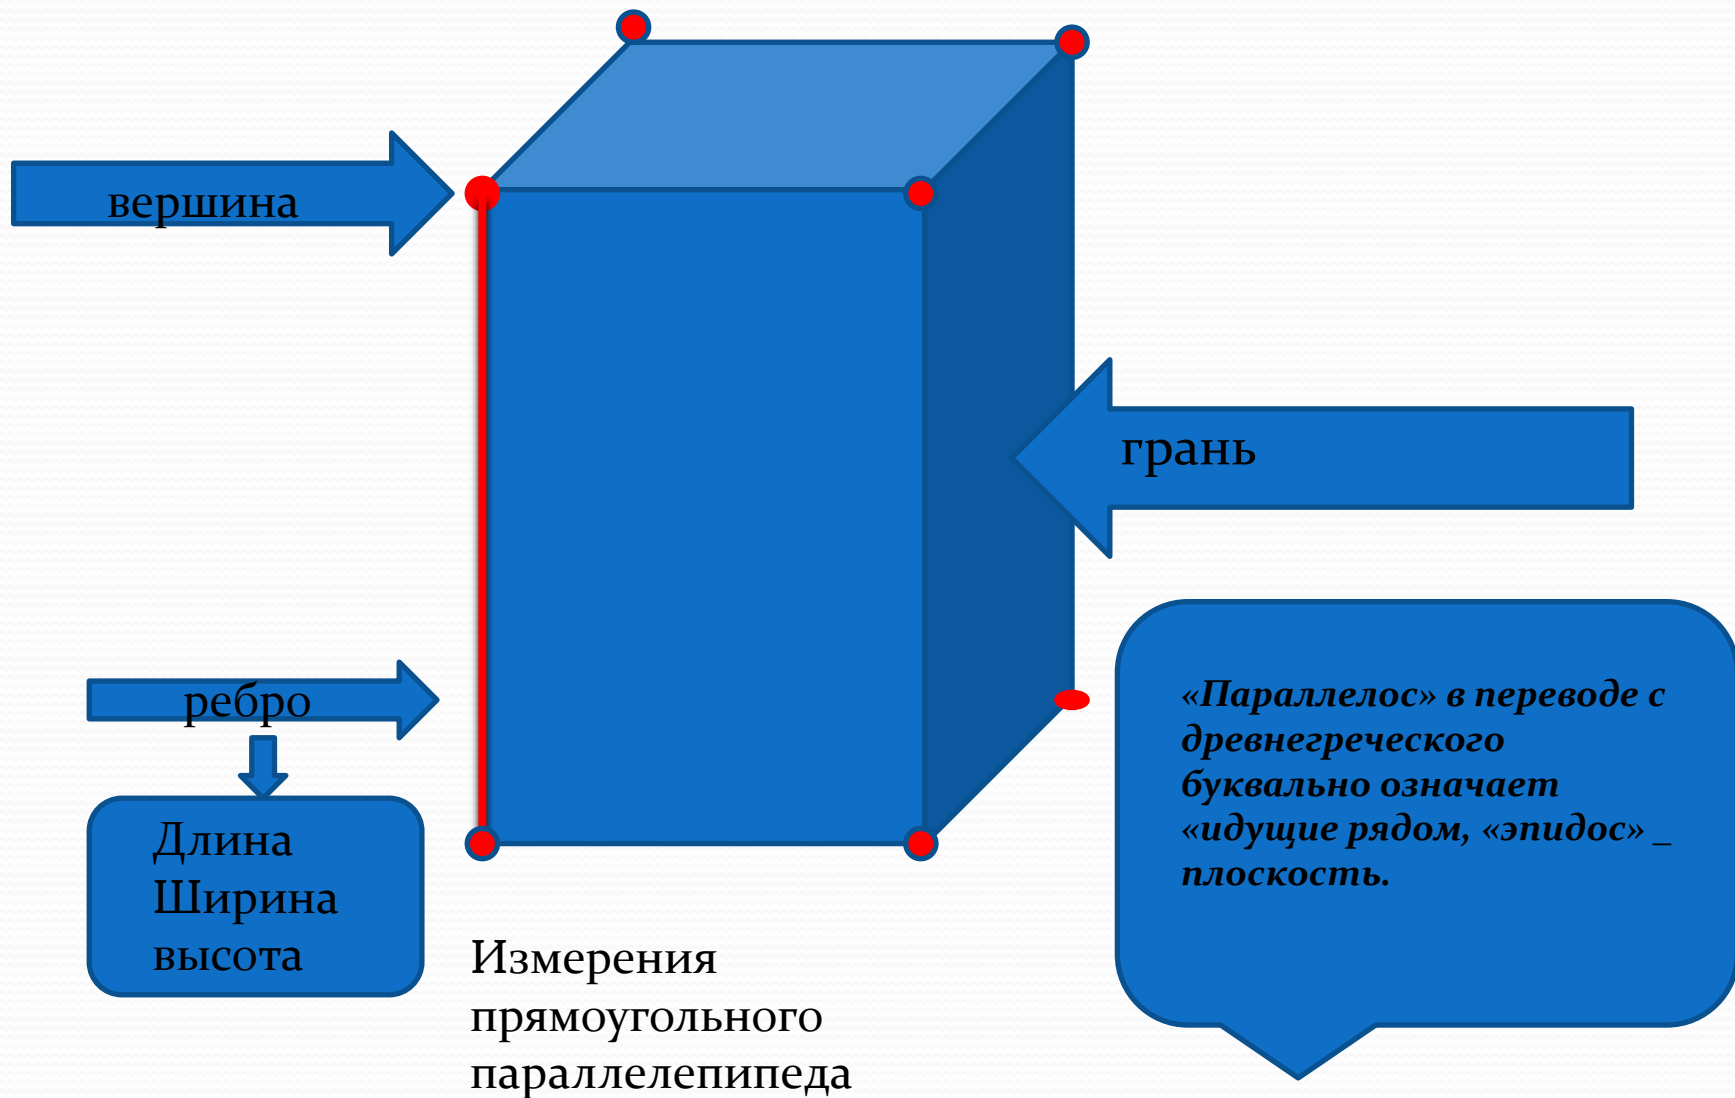 вершина
грань
ребро
Длина
Ширина
высота
Измерения
прямоугольного
параллелепипеда
«Параллелос» в переводе с
древнегреческого
буквально означает
«идущие рядом, «эпидос» _
плоскость.